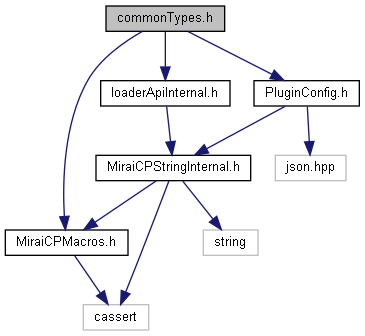 commonTypes.h
loaderApiInternal.h
PluginConfig.h
MiraiCPStringInternal.h
json.hpp
MiraiCPMacros.h
string
cassert